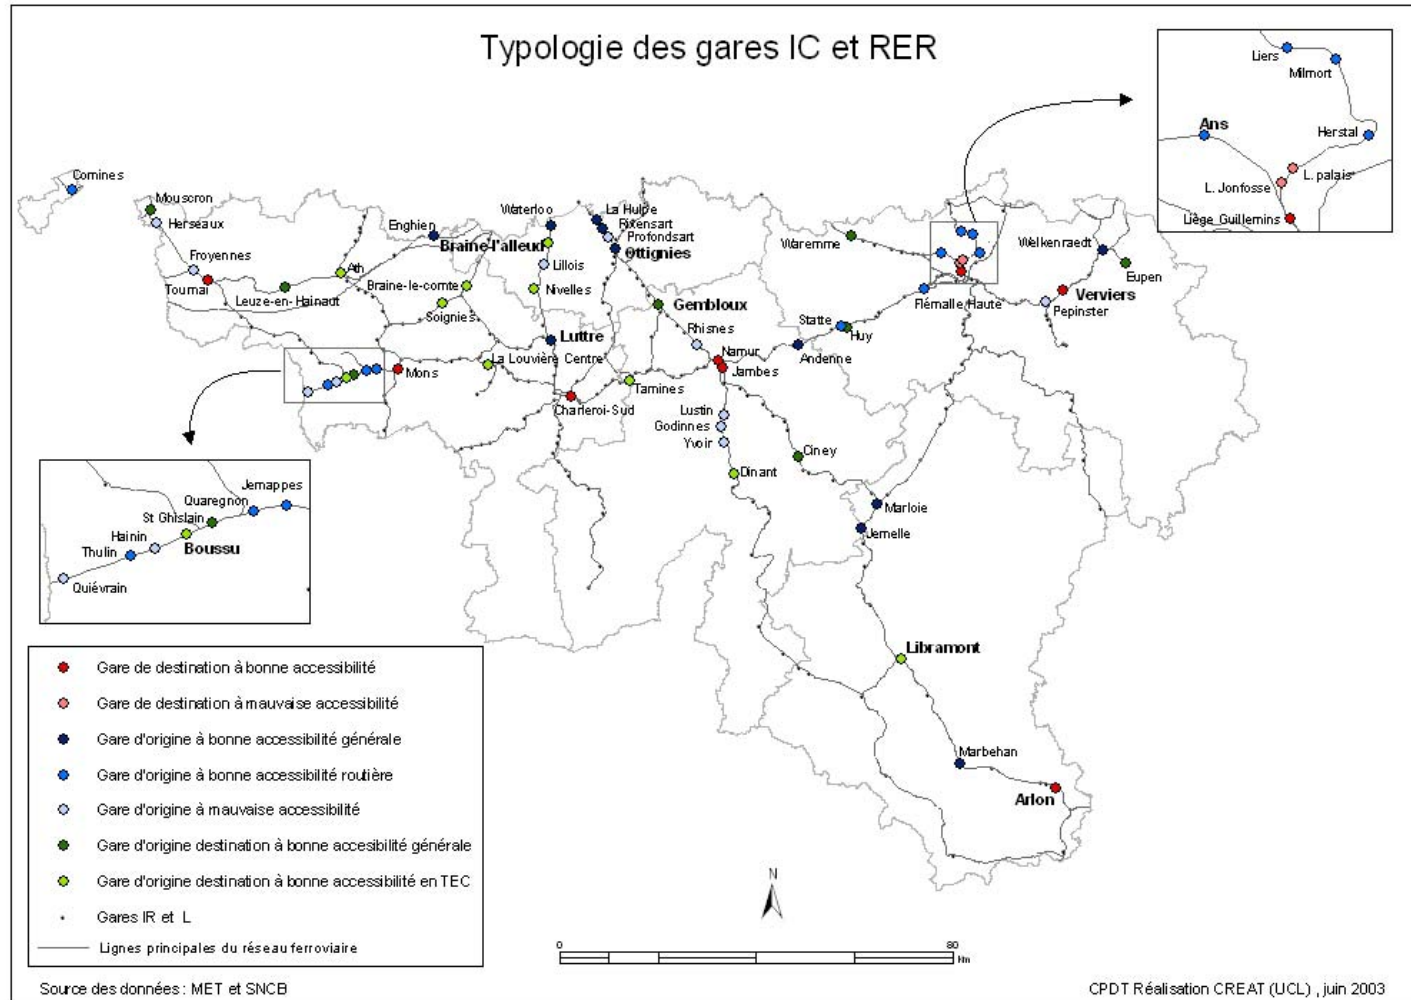 Typologie des gares IC et RER
Liers
Milmort
Ans
Herstal
L. palais
L. Jonfosse
Liège Guillemins
Comines
Mouscron
Herseaux
Froyennes
Tournai
Leuze-en-Hainaut
Ath
Enghien
Braine-le-comte
Soignies
Waterloo
Braine-l'alleud
Lillois
Nivelles
La Hulpe
Rixensart
Profondsart
Ottignies
Gembloux
Rhisnes
Luttre
La Louvière Centre
Mons
Charleroi-Sud
Tamines
Namur
Jambes
Lustin
Godinnes
Yvoir
Dinant
Ciney
Marloie
Jemelle
Andenne
Statte
Huy
Waremme
Flémalle Haute
Welkenraedt
Eupen
Verviers
Pepinster
Libramont
Marbehan
Arlon
Jemappes
Quaregnon
St Ghislain
Hainin
Boussu
Thulin
Quiévrain
Gare de destination à bonne accessibilité
Gare de destination à mauvaise accessibilité
Gare d'origine à bonne accessibilité générale
Gare d'origine à bonne accessibilité routière
Gare d'origine à mauvaise accessibilité
Gare d'origine destination à bonne accesibilité générale
Gare d'origine destination à bonne accessibilité en TEC
Gares IR et L
Lignes principales du réseau ferroviaire
N
0 80
Km
Source des données : MET et SNCB
CPDT Réalisation CREAT (UCL) , juin 2003